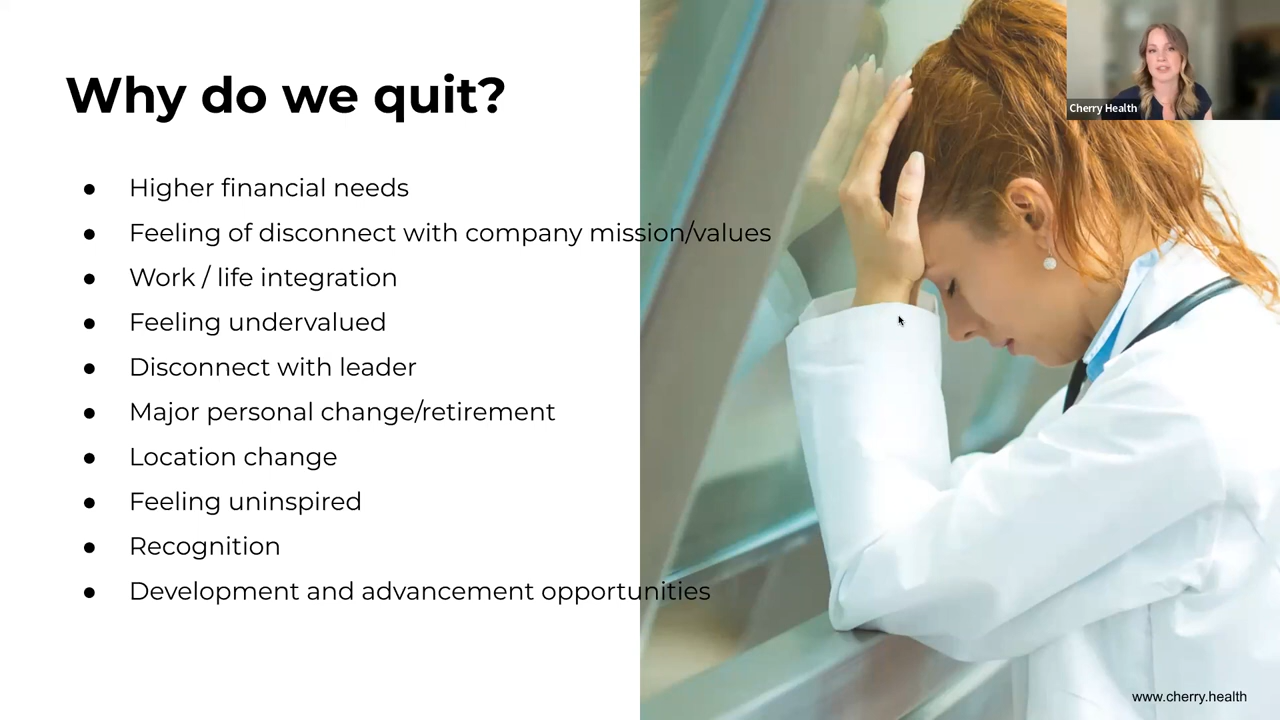 Why do we quit?
● Higher financial needs
● Feeling of disconnect with company mission/values
● Work / life integration
● Feeling undervalued
● Disconnect with leader
● Major personal change/retirement
● Location change
● Feeling uninspired
● Recognition
● Development and advancement opportunities
Cherry Health
www.cherry.health